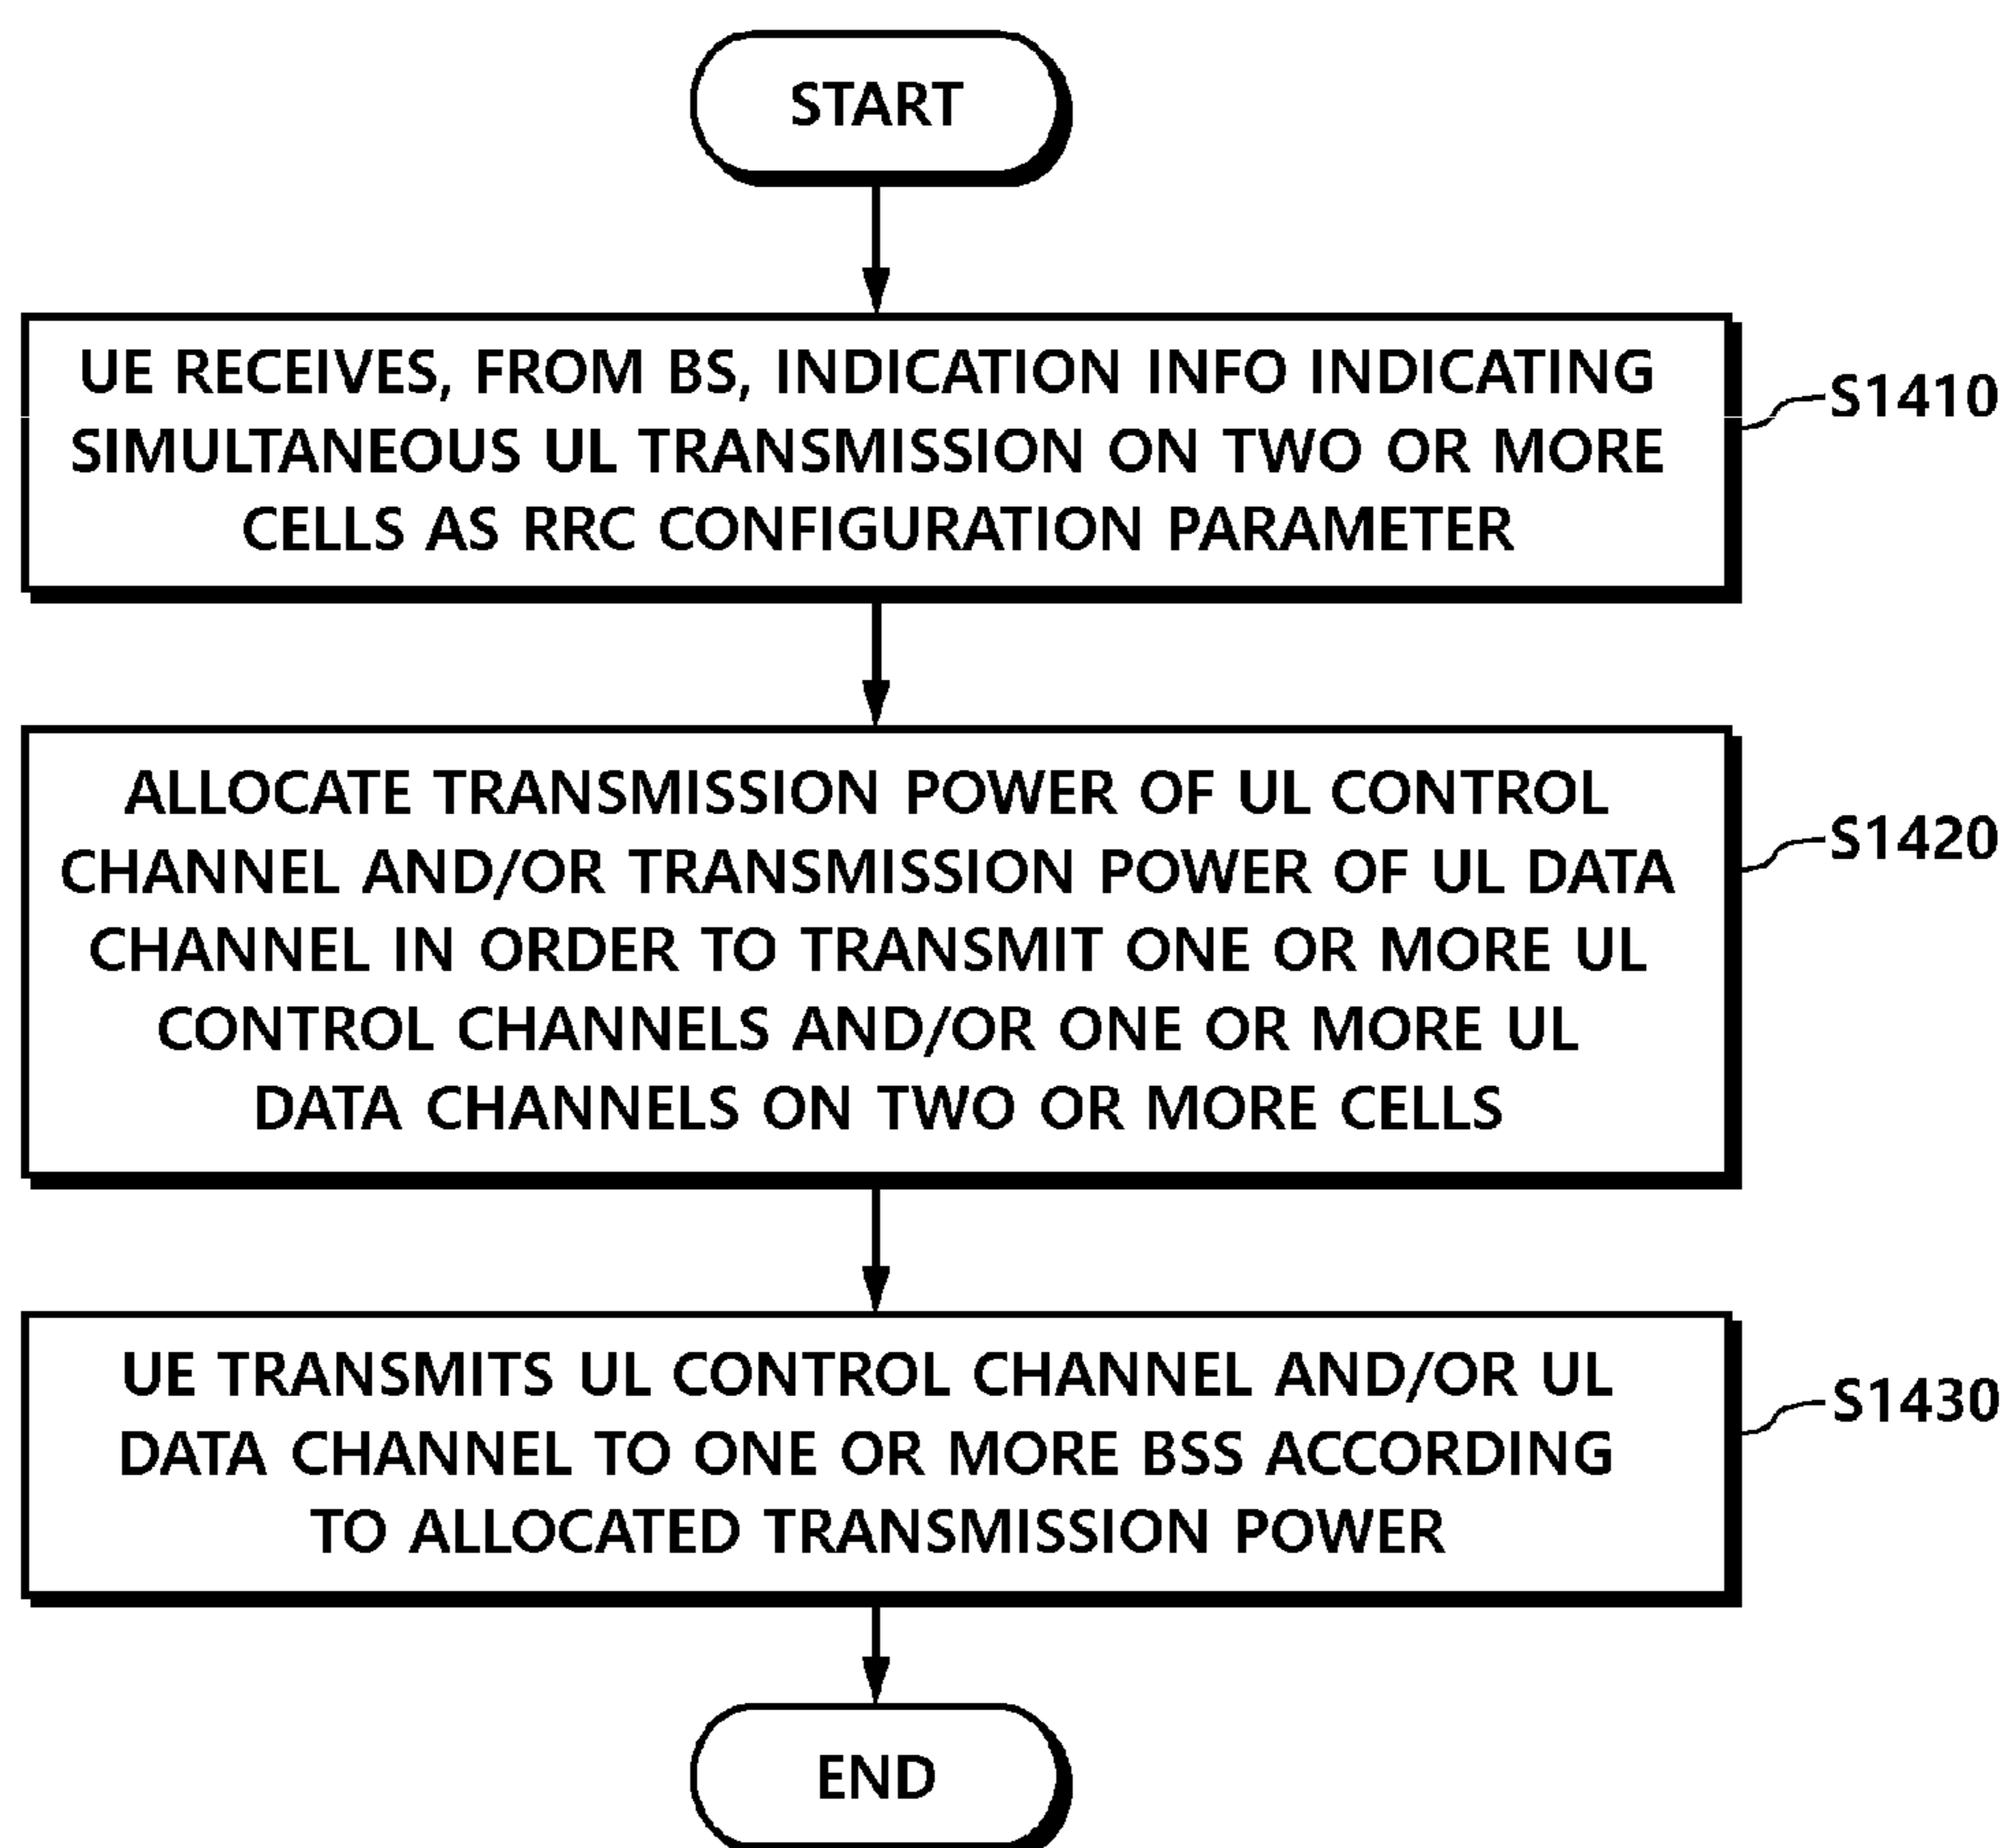 START
UE RECEIVES, FROM BS, INDICATION INFO INDICATING
SIMULTANEOUS UL TRANSMISSION ON TWO OR MORE
CELLS AS RRC CONFIGURATION PARAMETER
S1410
ALLOCATE TRANSMISSION POWER OF UL CONTROL
CHANNEL AND/OR TRANSMISSION POWER OF UL DATA
CHANNEL IN ORDER TO TRANSMIT ONE OR MORE UL
CONTROL CHANNELS AND/OR ONE OR MORE UL
DATA CHANNELS ON TWO OR MORE CELLS
S1420
UE TRANSMITS UL CONTROL CHANNEL AND/OR UL
DATA CHANNEL TO ONE OR MORE BSS ACCORDING
TO ALLOCATED TRANSMISSION POWER
S1430
END